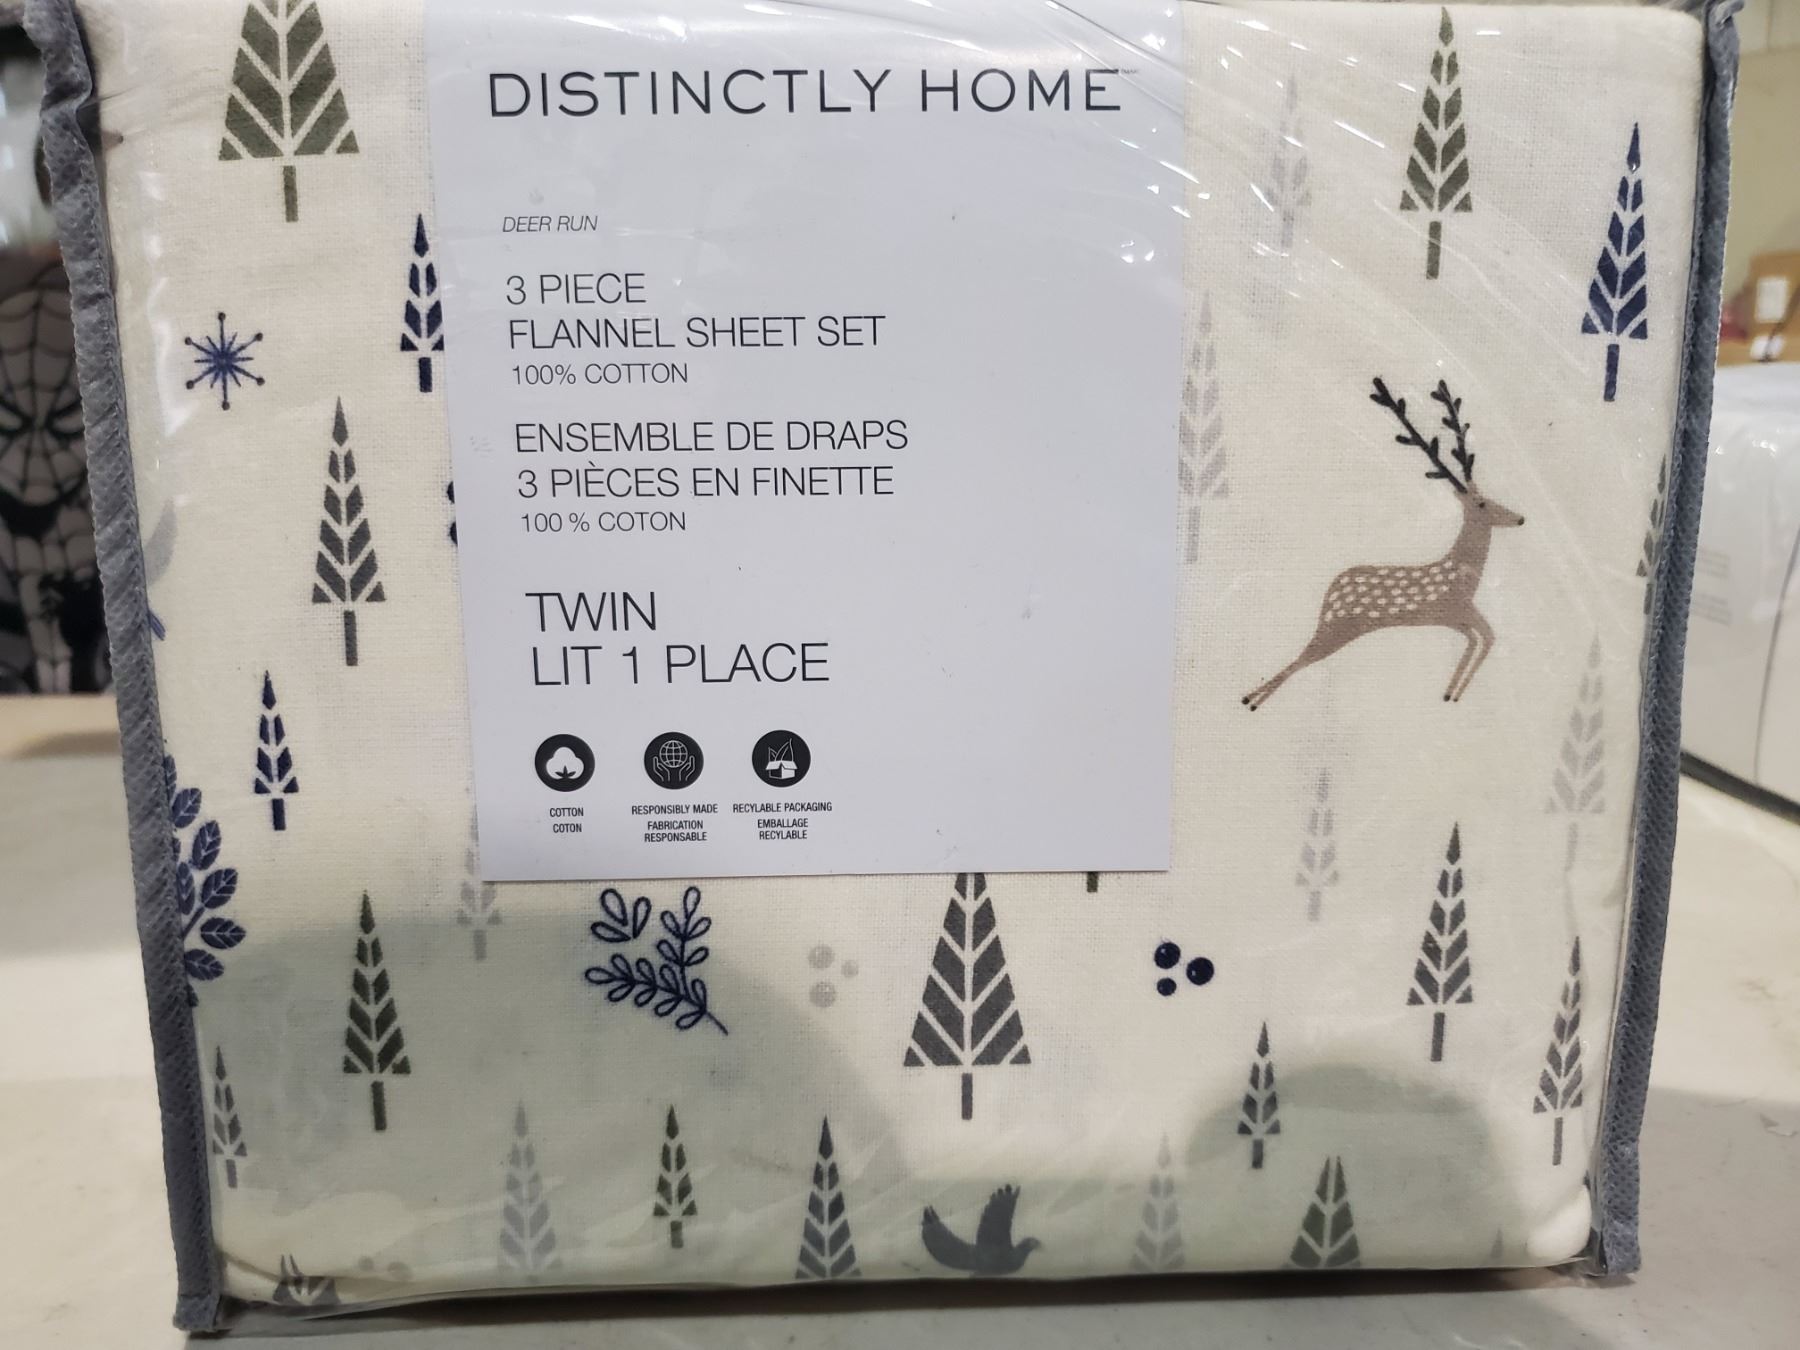 DISTINCTLY HOME
DEER RUN
3 PIECE
FLANNEL SHEET SET
100% COTTON
ENSEMBLE DE DRAPS
3 PIÈCES EN FINETTE
100 % COTON
TWIN
LIT 1 PLACE
COTTON
COTON
RESPONSIBLY MADE
FABRICATION
RESPONSABLE
RECYLABLE PACKAGING
EMBALLAGE
RECYLABLE